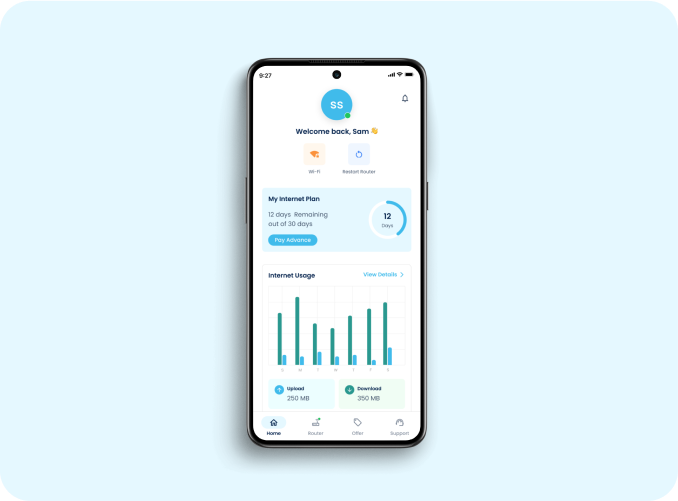 9:27
SS
Welcome back, Sam 👋
Wi-Fi
Restart Router
My Internet Plan
12 days Remaining
out of 30 days
Pay Advance
12
Days
Internet Usage
View Details
S M T W T F S
Upload
250 MB
Download
350 MB
Home
Router
Offer
Support